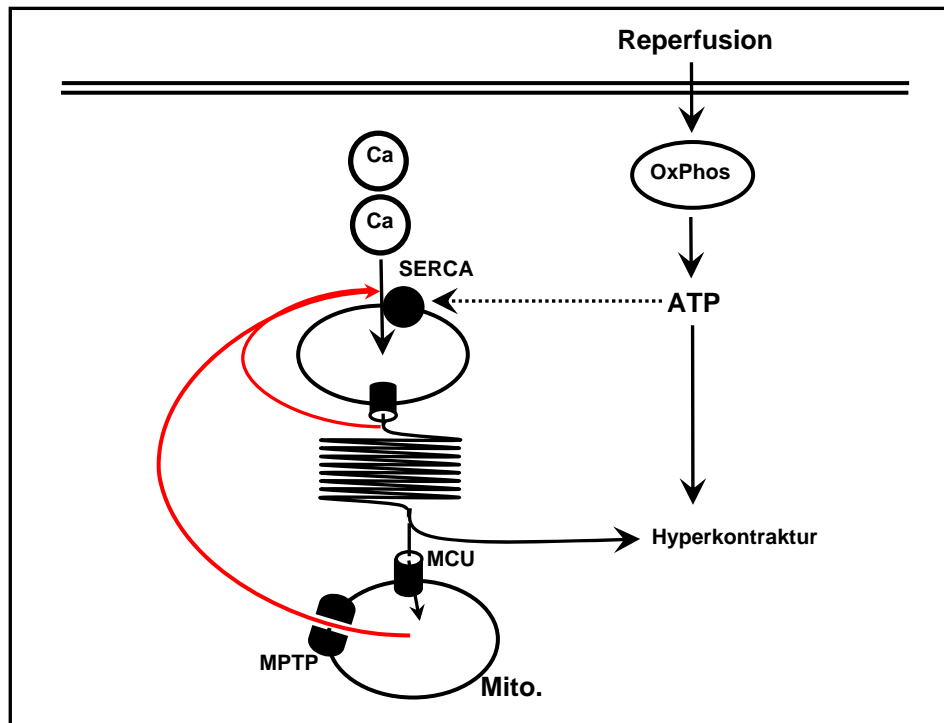 Reperfusion
Ca
OxPhos
Ca
SERCA
ATP
Hyperkontraktur
MCU
MPTP
Mito.